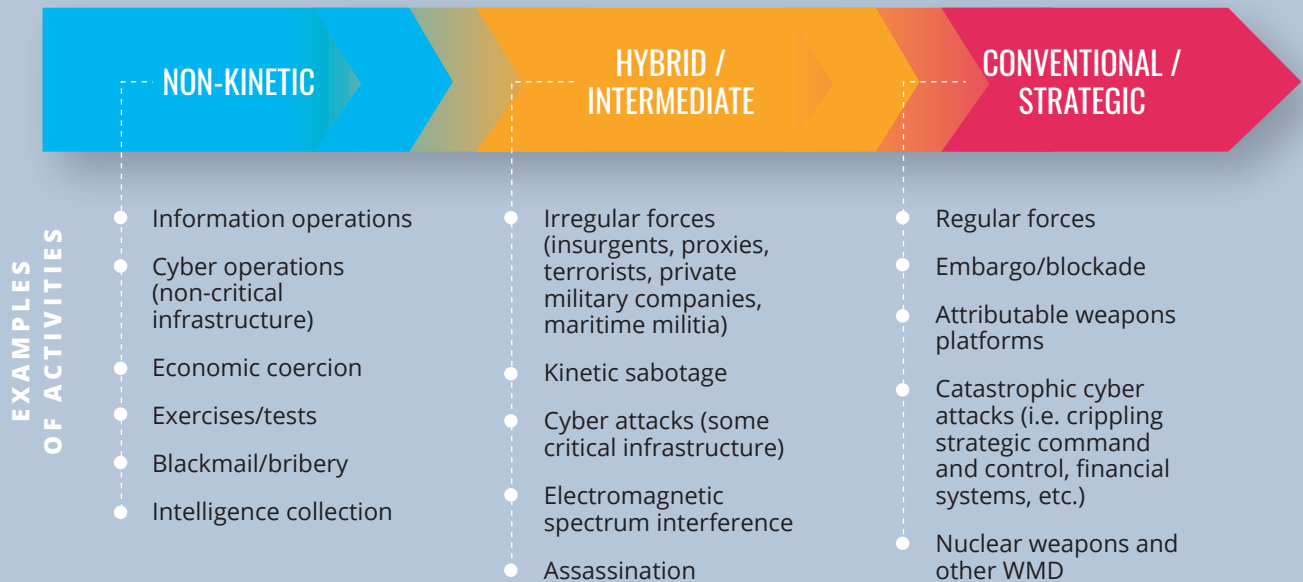 NON-KINETIC
HYBRID /
INTERMEDIATE
CONVENTIONAL /
STRATEGIC
EXAMPLES
OF ACTIVITIES
Information operations
Cyber operations
(non-critical
infrastructure)
Economic coercion
Exercises/tests
Blackmail/bribery
Intelligence collection
Irregular forces
(insurgents, proxies,
terrorists, private
military companies,
maritime militia)
Kinetic sabotage
Cyber attacks (some
critical infrastructure)
Electromagnetic
spectrum interference
Assassination
Regular forces
Embargo/blockade
Attributable weapons
platforms
Catastrophic cyber
attacks (i.e. crippling
strategic command
and control, financial
systems, etc.)
Nuclear weapons and
other WMD